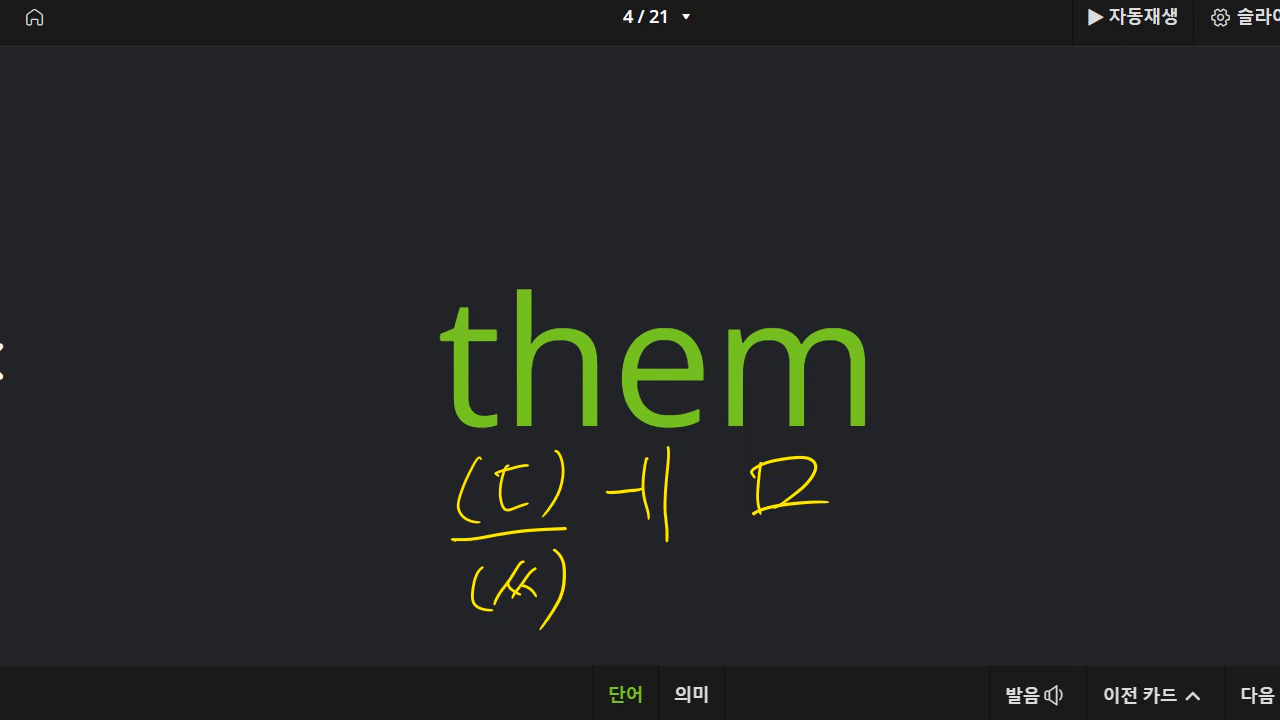 4 / 21 자동재생 슬라이
them
(ㄷ) ㅔ ㅁ
(ㅆ)
단어 의미 발음 이전 카드 다음